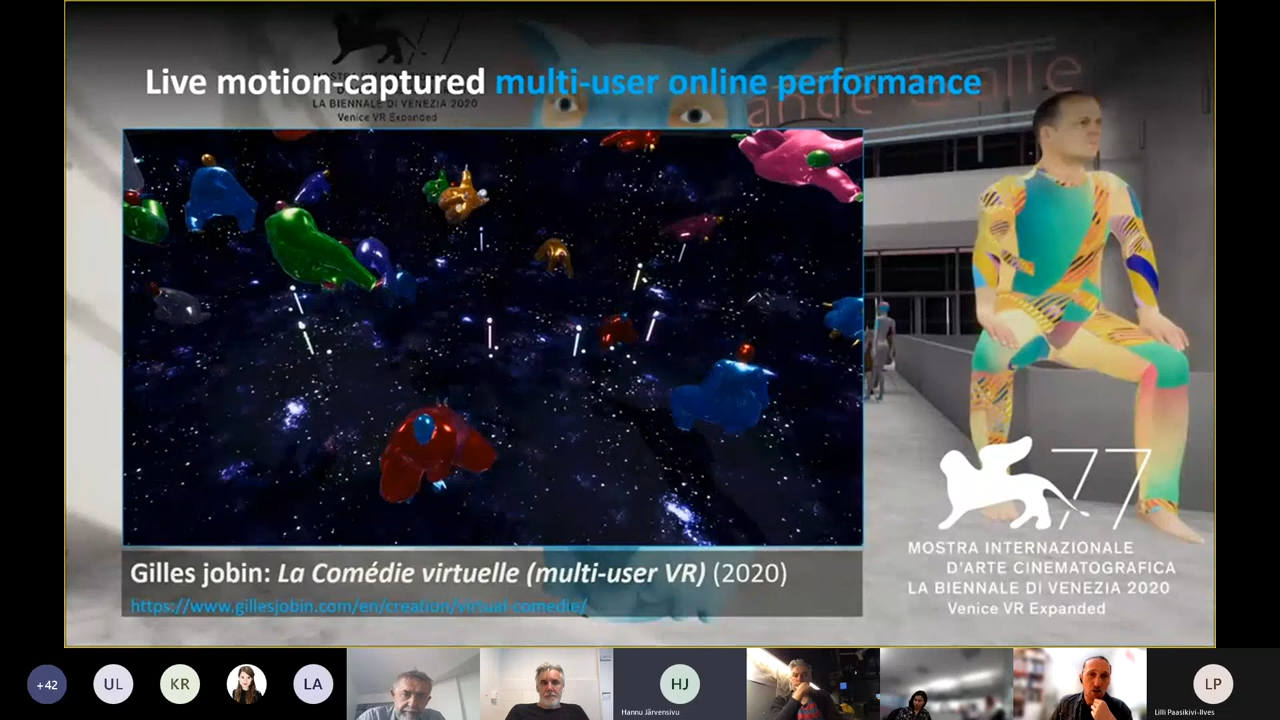 Live motion-captured multi-user online performance
LA BIENNALE DI VENEZIA 2020
Venice VR Expanded
Gilles jobin: La Comédie virtuelle (multi-user VR) (2020)
https://www.gillesjobin.com/en/creation/virtual-comedie/
77
MOSTRA INTERNAZIONALE
D'ARTE CINEMATOGRAFICA
LA BIENNALE DI VENEZIA 2020
Venice VR Expanded
+42
UL
KR
LA
HJ
Hannu Järvensivu
LP
Lilli Paasikivi-Ilves